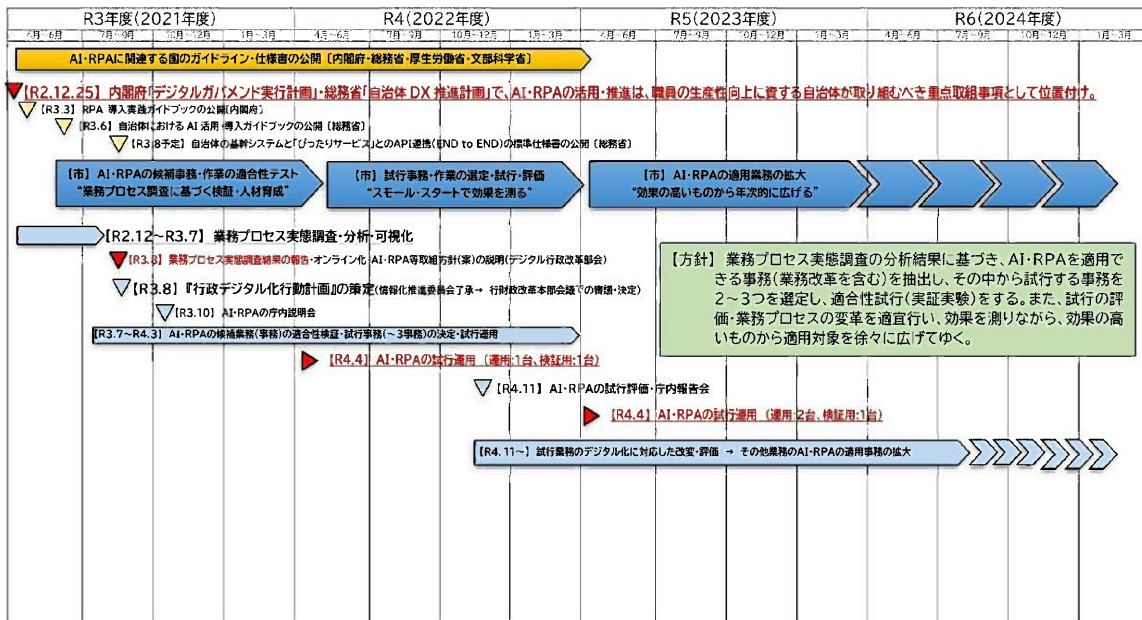 R3年度(2021年度)
R4(2022年度)
R5(2023年度)
R6(2024年度)
7月-9月
1月-3月
7月-9月
1月-3月
7月-9月
1月-3月
7月-9月
1月-3月
AI・RPAに関連する国のガイドライン・仕様書の公開〔内閣府・総務省・厚生労働省・文部科学省〕
【R2.12.25】内閣府「デジタルガバメンド実行計画」・総務省「自治体DX推進計画」で、AI・RPAの活用・推進は、職員の生産性向上に資する自治体が取り組むべき重点取組事項として位置付け。
【R3.3】RPA 導入実践ガイドブックの公開〔内閣府〕
【R3.6】自治体におけるAI活用・導入ガイドブックの公開〔総務省〕
【R3.8予定】自治体の基幹システムと「ぴったりサービス」とのAPI連携(END to END)の標準仕様書の公開〔総務省〕
【市】AI・RPAの候補事務・作業の適合性テスト
“業務プロセス調査に基づく検証・人材育成”
【市】試行事務・作業の選定・試行・評価
“スモール・スタートで効果を測る”
【市】AI・RPAの適用業務の拡大
“効果の高いものから年次的に広げる”
【R2.12~R3.7】業務プロセス実態調査・分析・可視化
【R3.8】業務プロセス実態調査結果の報告・オンライン化・AI・RPA等取組方針(案)の説明(デジタル行政改革部会)
【R3.8】『行政デジタル化行動計画』の策定(情報化推進委員会了承→ 行財政改革本部会議での審議・決定)
【R3.10】AI・RPAの庁内説明会
【R3.7~R4.3】AI・RPAの候補業務(事務)の適合性検証・試行事務(~3事務)の決定・試行運用
【R4.4】AI・RPAの試行運用 (運用:1台、検証用:1台)
【R4.11】AI・RPAの試行評価・庁内報告会
【R4.4】AI・RPAの試行運用 (運用:2台、検証用:1台)
【R4.11~】試行業務のデジタル化に対応した改変・評価 → その他業務のAI・RPAの適用事務の拡大
【方針】業務プロセス実態調査の分析結果に基づき、AI・RPAを適用で
きる事務(業務改革を含む)を抽出し、その中から試行する事務を
2~3つを選定し、適合性試行(実証実験)をする。また、試行の評
価・業務プロセスの変革を適宜行い、効果を測りながら、効果の高
いものから適用対象を徐々に広げてゆく。